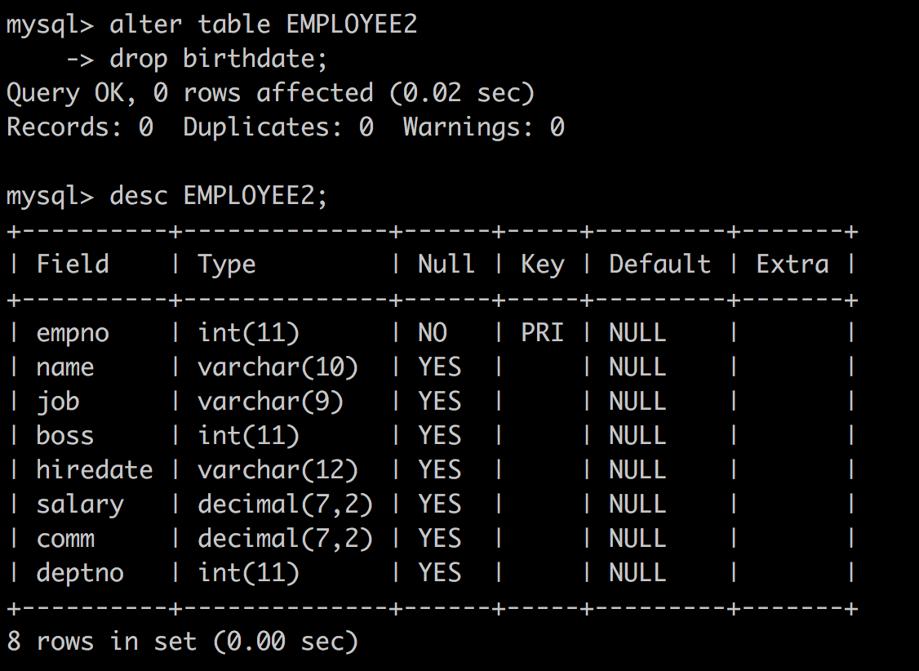 mysql> alter table EMPLOYEE2
    -> drop birthdate;
Query OK, 0 rows affected (0.02 sec)
Records: 0  Duplicates: 0  Warnings: 0

mysql> desc EMPLOYEE2;
+----------+--------------+------+-----+---------+-------+
| Field    | Type         | Null | Key | Default | Extra |
+----------+--------------+------+-----+---------+-------+
| empno    | int(11)      | NO   | PRI | NULL    |       |
| name     | varchar(10)  | YES  |     | NULL    |       |
| job      | varchar(9)   | YES  |     | NULL    |       |
| boss     | int(11)      | YES  |     | NULL    |       |
| hiredate | varchar(12)  | YES  |     | NULL    |       |
| salary   | decimal(7,2) | YES  |     | NULL    |       |
| comm     | decimal(7,2) | YES  |     | NULL    |       |
| deptno   | int(11)      | YES  |     | NULL    |       |
+----------+--------------+------+-----+---------+-------+
8 rows in set (0.00 sec)